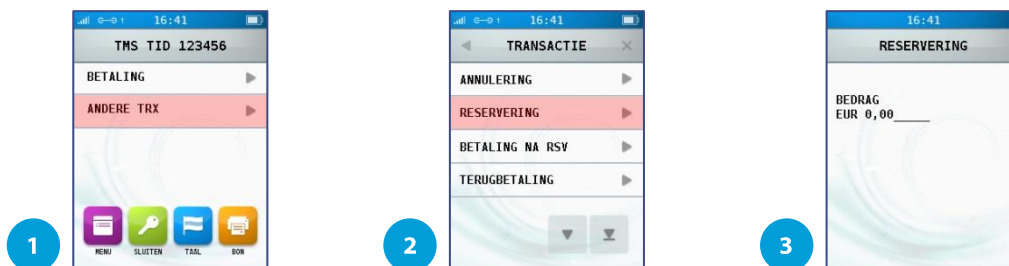 16:41
TMS TID 123456
BETALING
ANDERE TRX
MENU
SLUITEN
TAAL
BON
1
16:41
TRANSACTIE
ANNULERING
RESERVERING
BETALING NA RSV
TERUGBETALING
2
16:41
RESERVERING
BEDRAG
EUR 0,00_____
3